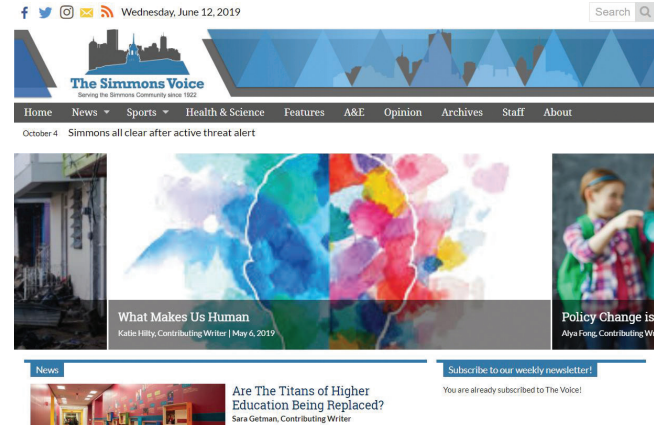 Wednesday, June 12, 2019
Search
The Simmons Voice
Serving the Simmons Community since 1922
Home News Sports Health & Science Features A&E Opinion Archives Staff About
October 4 Simmons all clear after active threat alert
What Makes Us Human
Katie Hilty, Contributing Writer | May 6, 2019
Policy Change is
Alya Fong, Contributing
News
Subscribe to our weekly newsletter!
Are The Titans of Higher
Education Being Replaced?
Sara Getman, Contributing Writer
You are already subscribed to The Voice!